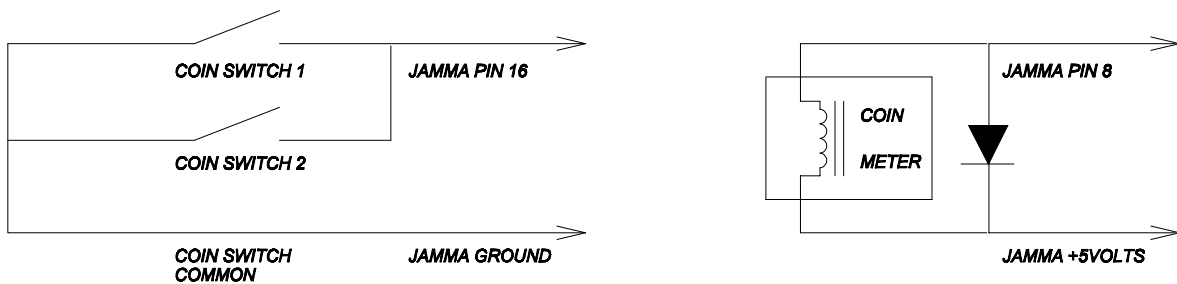 COIN SWITCH 1
JAMMA PIN 16
COIN SWITCH 2
COIN SWITCH
COMMON
JAMMA GROUND
JAMMA PIN 8
COIN
METER
JAMMA +5VOLTS